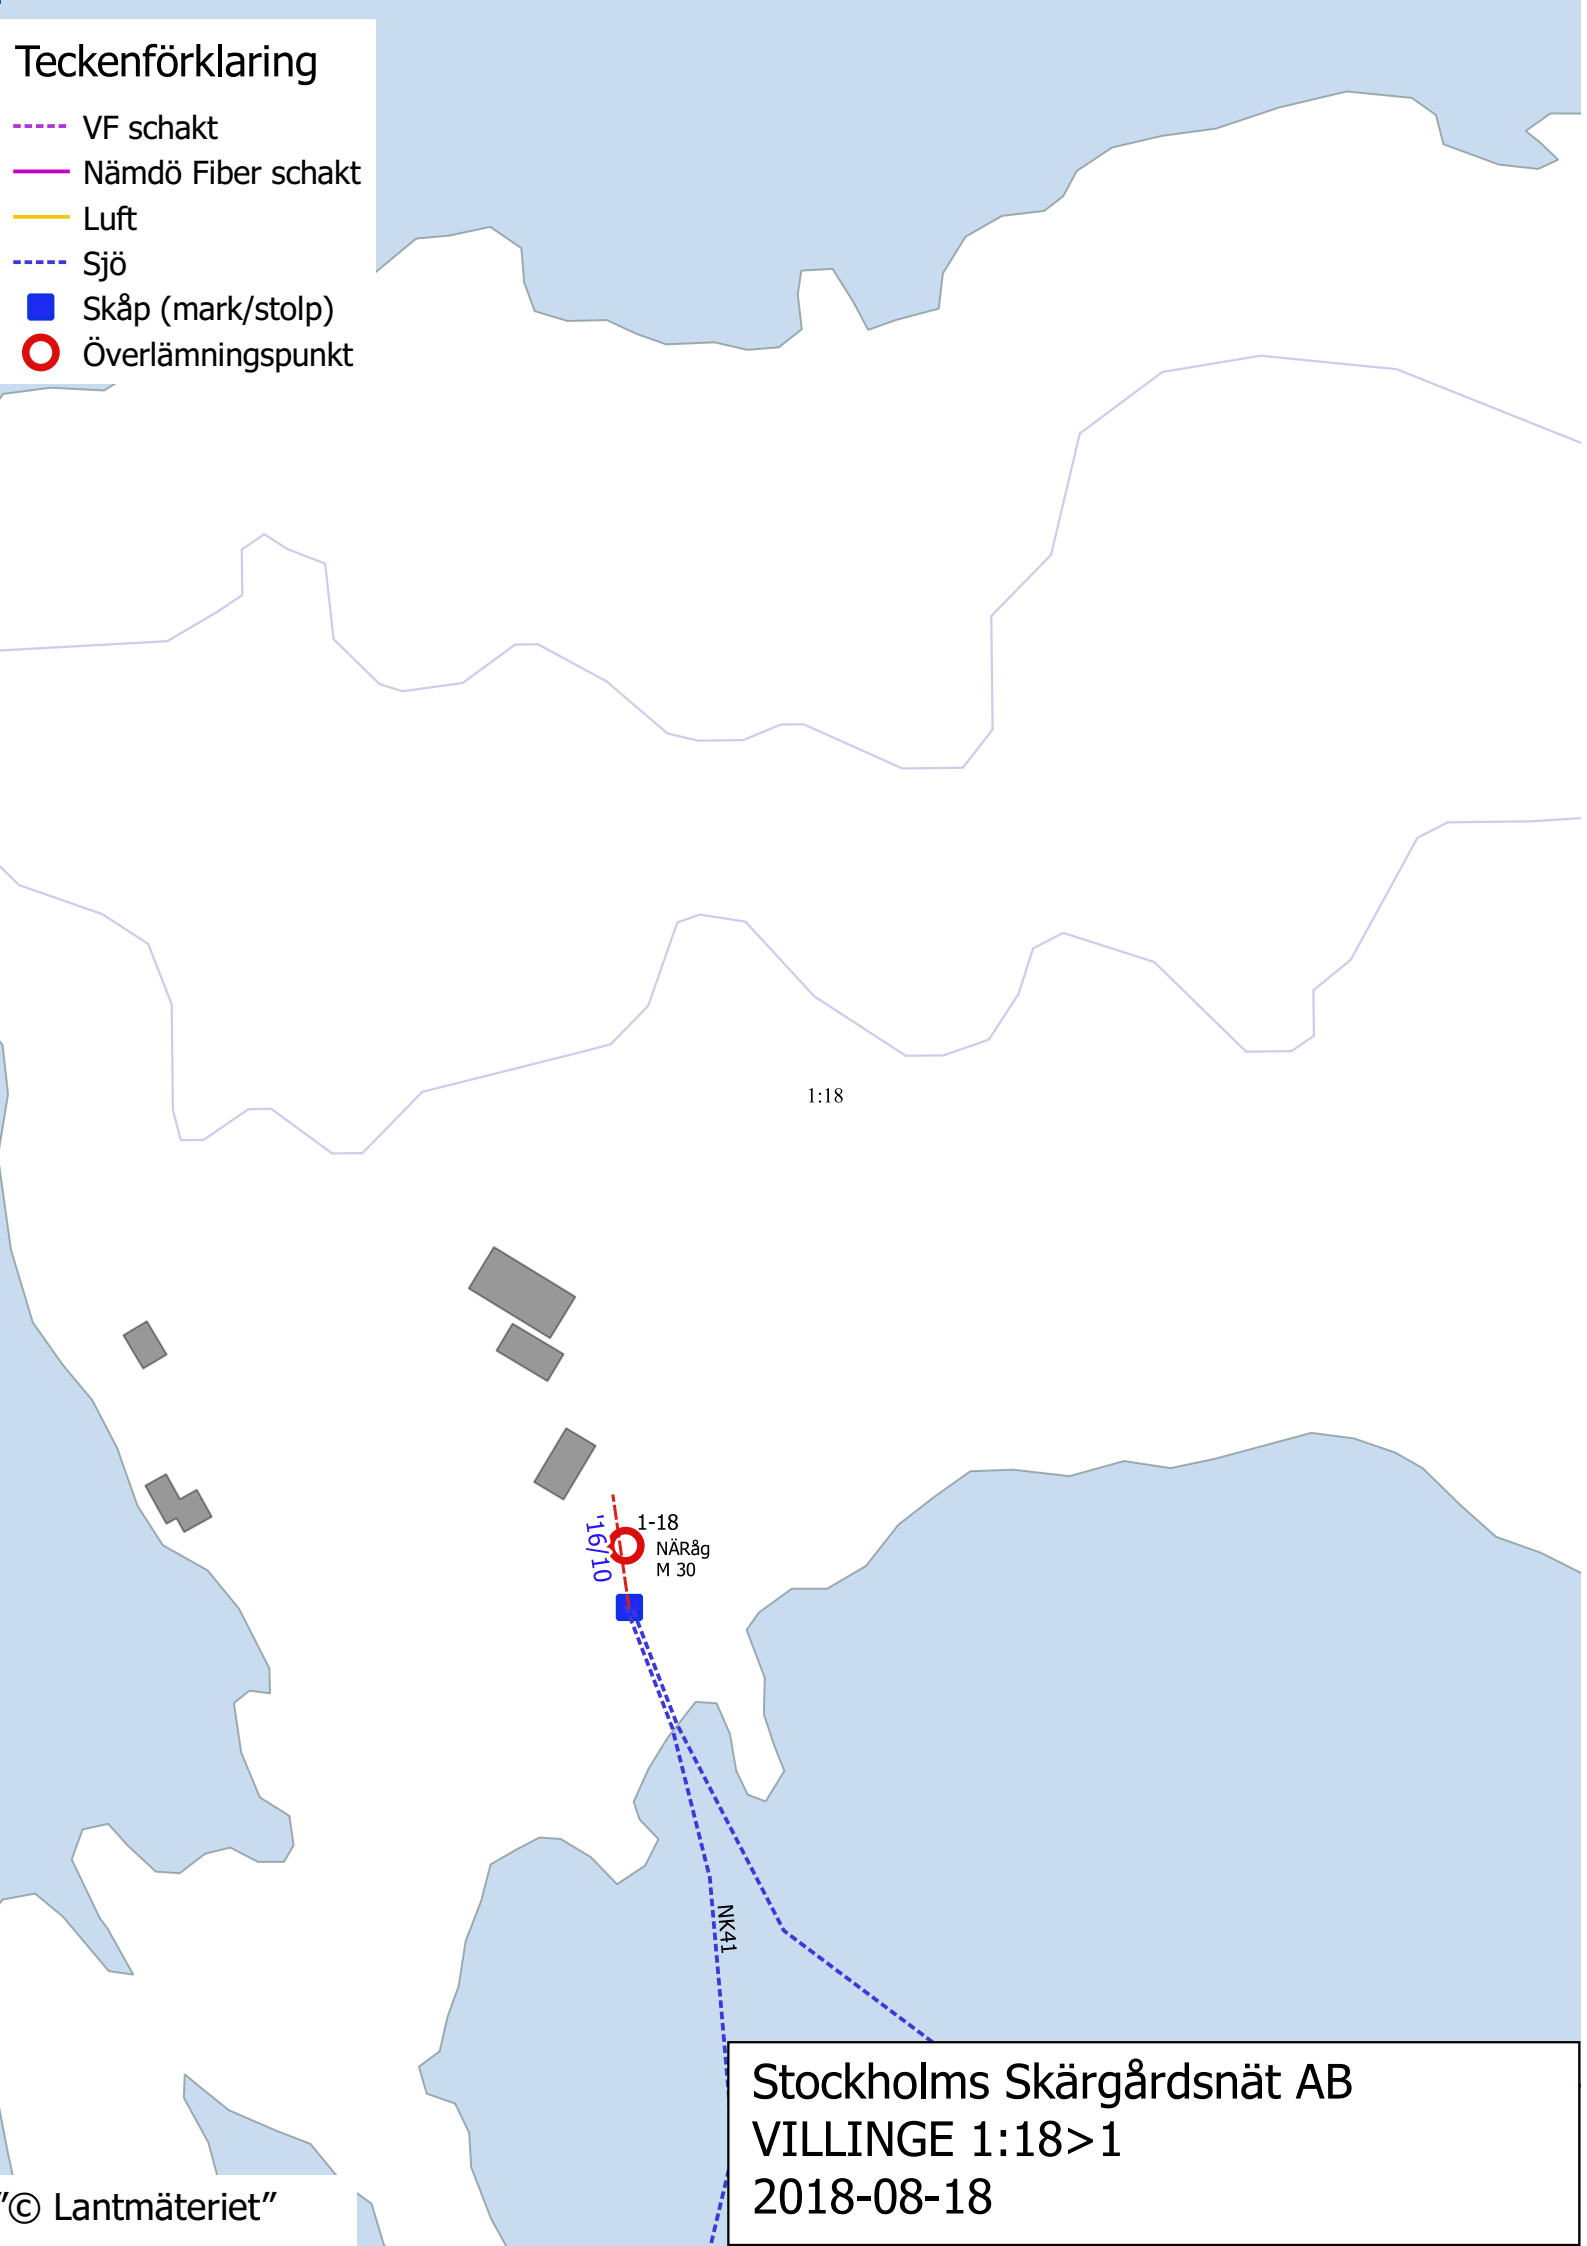 Teckenförklaring
VF schakt
Nämdö Fiber schakt
Luft
Sjö
Skåp (mark/stolp)
Överlämningspunkt
1:18
'16/10
1-18
NÄRåg
M 30
NK41
Stockholms Skärgårdsnät AB
VILLINGE 1:18>1
2018-08-18
"© Lantmäteriet"